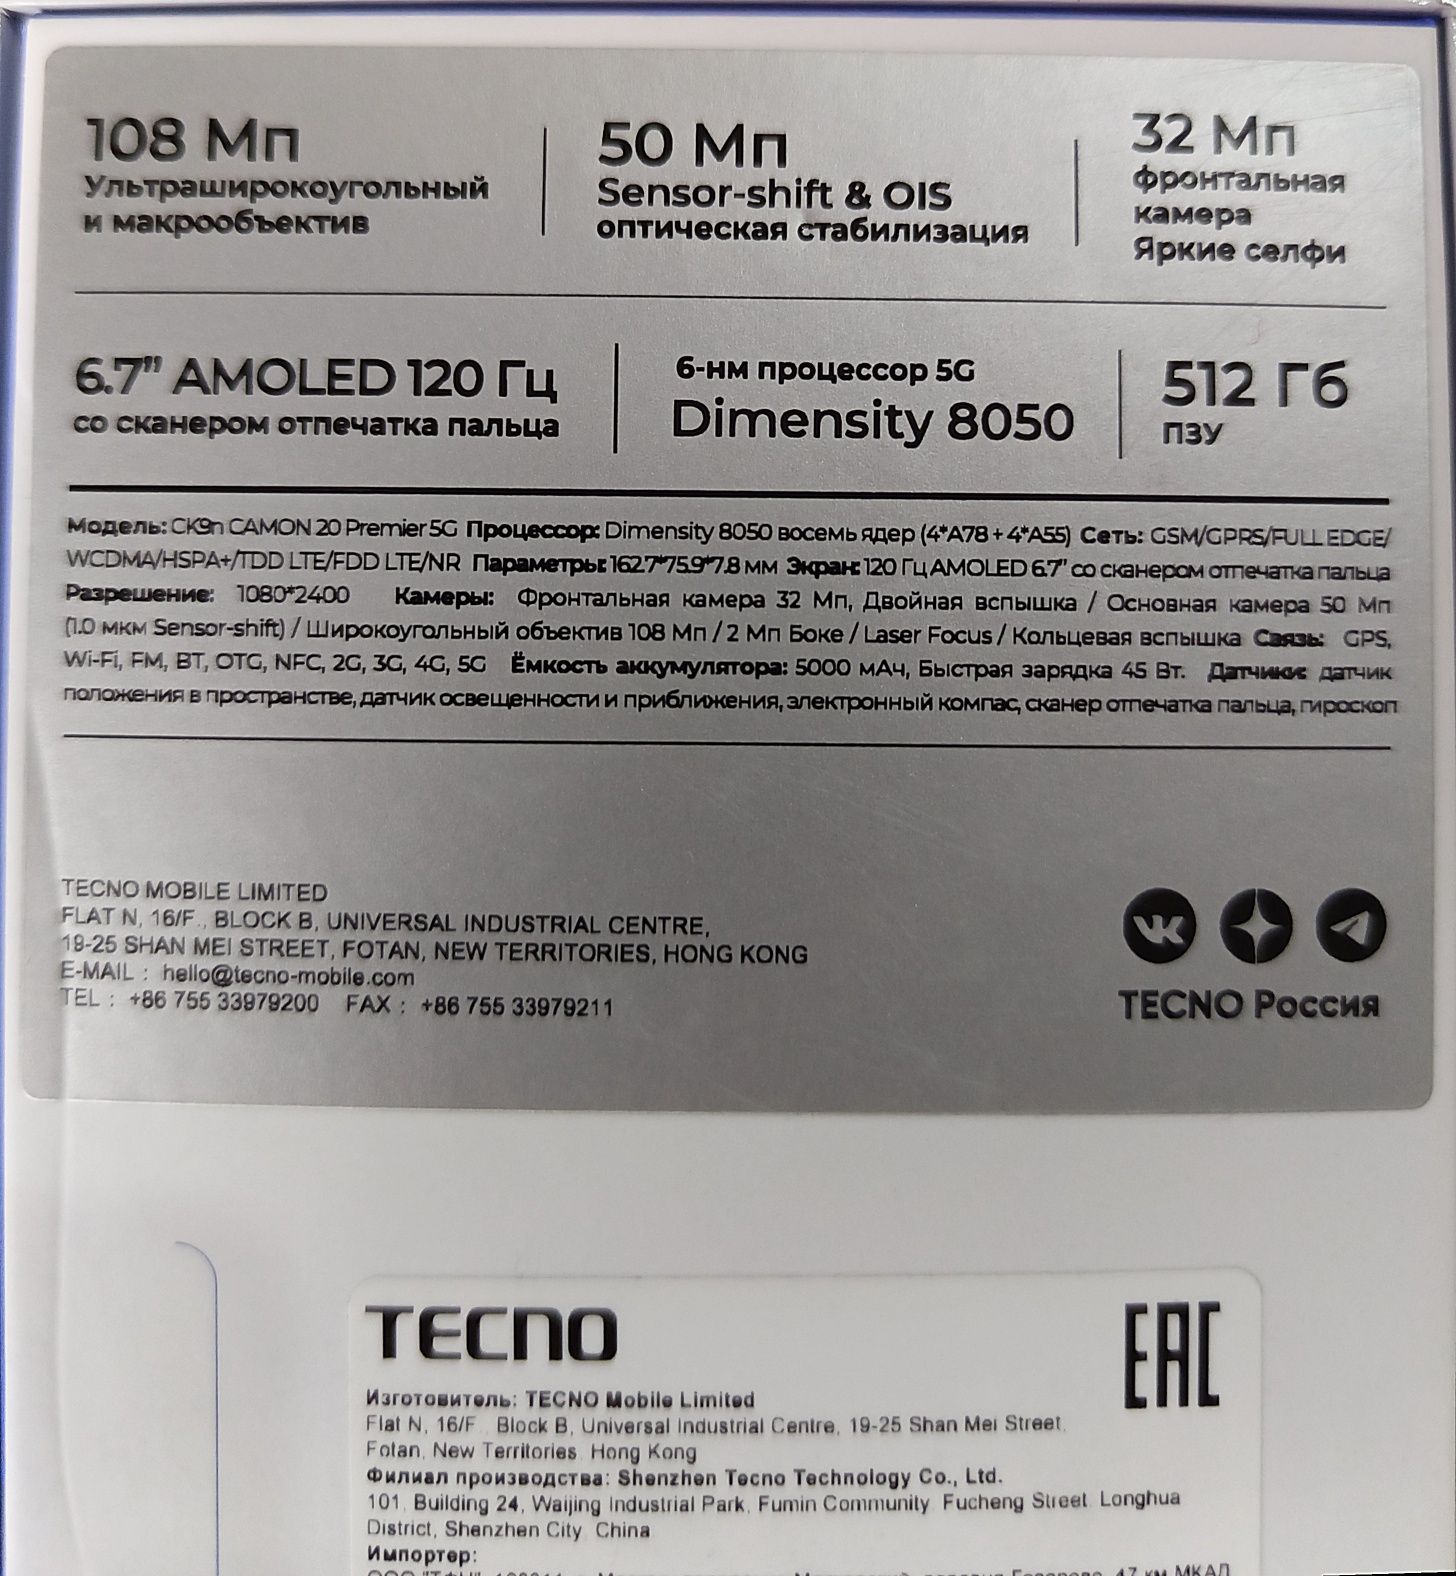 108 Мп
Ультраширокоугольный
и макрообъектив
50 Мп
Sensor-shift & OIS
оптическая стабилизация
32 Мп
фронтальная
камера
Яркие селфи
6.7” AMOLED 120 Гц
со сканером отпечатка пальца
6-нм процессор 5G
Dimensity 8050
512 Гб
ПЗУ
Модель: CK9n CAMON 20 Premier 5G Процессор: Dimensity 8050 восемь ядер (4*A78 + 4*A55) Сеть: GSM/GPRS/FULL EDGE/
WCDMA/HSPA+/TDD LTE/FDD LTE/NR Параметры: 162.7*75.9*7.8 мм Экран: 120 Гц AMOLED 6.7” со сканером отпечатка пальца
Разрешение: 1080*2400 Камеры: Фронтальная камера 32 Мп, Двойная вспышка / Основная камера 50 Мп
(1.0 мкм Sensor-shift) / Широкоугольный объектив 108 Мп / 2 Мп Боке / Laser Focus / Кольцевая вспышка Связь: GPS,
Wi-Fi, FM, BT, OTG, NFC, 2G, 3G, 4G, 5G Ёмкость аккумулятора: 5000 мАч, Быстрая зарядка 45 Вт. Датчики: датчик
положения в пространстве, датчик освещенности и приближения, электронный компас, сканер отпечатка пальца, гироскоп
TECNO MOBILE LIMITED
FLAT N, 16/F., BLOCK B, UNIVERSAL INDUSTRIAL CENTRE,
19-25 SHAN MEI STREET, FOTAN, NEW TERRITORIES, HONG KONG
E-MAIL : hello@tecno-mobile.com
TEL : +86 755 33979200 FAX : +86 755 33979211
TECNO Россия
TECNO
EAC
Изготовитель: TECNO Mobile Limited
Flat N, 16/F., Block B, Universal Industrial Centre, 19-25 Shan Mei Street,
Fotan, New Territories, Hong Kong
Филиал производства: Shenzhen Tecno Technology Co., Ltd.
101, Building 24, Waijing Industrial Park, Fumin Community, Fucheng Street, Longhua
District, Shenzhen City, China
Импортер:
47 км МКАД